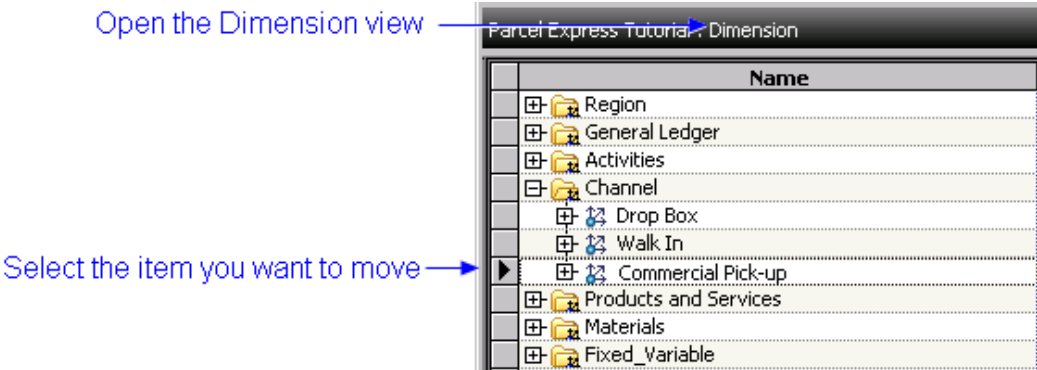 Open the Dimension view
Parcel Express Tutorial : Dimension
Name
Region
General Ledger
Activities
Channel
Drop Box
Walk In
Select the item you want to move
Commercial Pick-up
Products and Services
Materials
Fixed_Variable